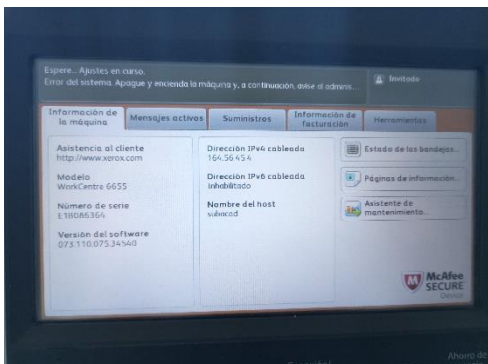 Espere... Ajustes en curso.
Error del sistema. Apague y encienda la máquina y, a continuación, avise al adminis...
Invitado
Información de
la máquina
Mensajes activos
Suministros
Información de
facturación
Herramientas
Asistencia al cliente
http://www.xerox.com
Modelo
WorkCentre 6655
Número de serie
E18086364
Versión del software
073.110.075.34540
Dirección IPv4 cableada
164.56.45.4
Dirección IPv6 cableada
Inhabilitado
Nombre del host
subacad
Estado de las bandejas...
Páginas de información...
Asistente de
mantenimiento...
McAfee
SECURE
Device
Ahorro de